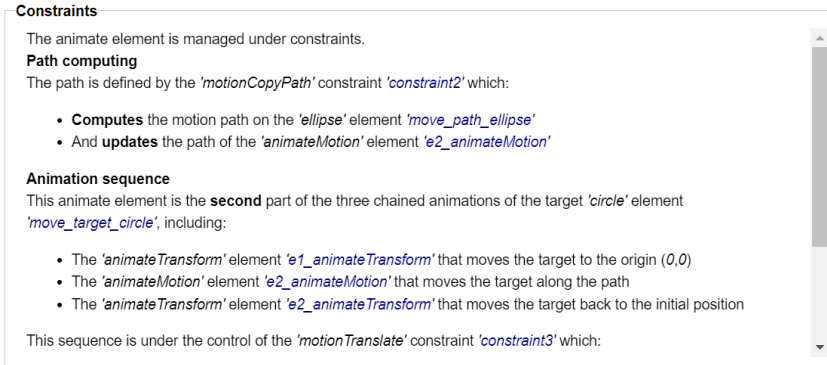 Constraints
The animate element is managed under constraints.
Path computing
The path is defined by the 'motionCopyPath' constraint 'constraint2' which:
• Computes the motion path on the 'ellipse' element 'move_path_ellipse'
• And updates the path of the 'animateMotion' element 'e2_animateMotion'
Animation sequence
This animate element is the second part of the three chained animations of the target 'circle' element
'move_target_circle', including:
• The 'animateTransform' element 'e1_animateTransform' that moves the target to the origin (0,0)
• The 'animateMotion' element 'e2_animateMotion' that moves the target along the path
• The 'animateTransform' element 'e2_animateTransform' that moves the target back to the initial position
This sequence is under the control of the 'motionTranslate' constraint 'constraint3' which: